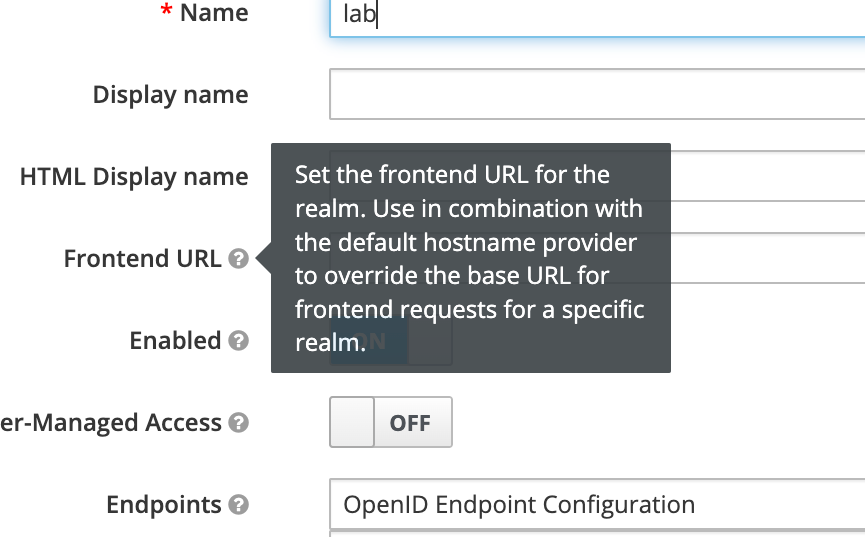 * Name
lab
Display name
HTML Display name
Set the frontend URL for the
realm. Use in combination with
the default hostname provider
to override the base URL for
frontend requests for a specific
realm.
Frontend URL ?
Enabled ?
ON
er-Managed Access ?
OFF
Endpoints ?
OpenID Endpoint Configuration